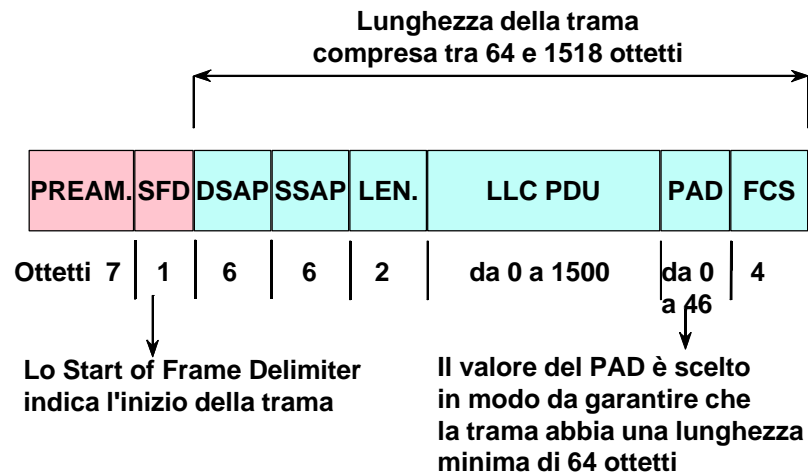 Lunghezza della trama
compresa tra 64 e 1518 ottetti
PREAM. SFD DSAP SSAP LEN. LLC PDU PAD FCS
Ottetti 7 1 6 6 2 da 0 a 1500 da 0 4
a 46
Lo Start of Frame Delimiter
indica l'inizio della trama
Il valore del PAD è scelto
in modo da garantire che
la trama abbia una lunghezza
minima di 64 ottetti